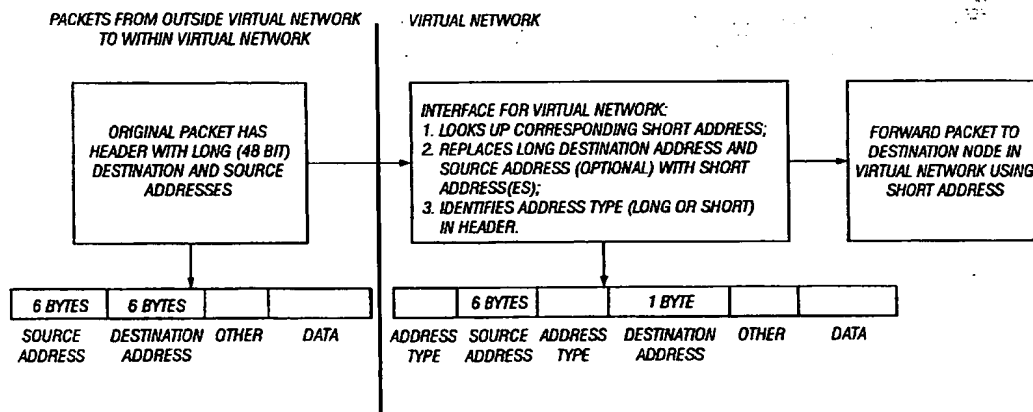 PACKETS FROM OUTSIDE VIRTUAL NETWORK
TO WITHIN VIRTUAL NETWORK
VIRTUAL NETWORK
ORIGINAL PACKET HAS
HEADER WITH LONG (48 BIT)
DESTINATION AND SOURCE
ADDRESSES
INTERFACE FOR VIRTUAL NETWORK:
1. LOOKS UP CORRESPONDING SHORT ADDRESS;
2. REPLACES LONG DESTINATION ADDRESS AND
SOURCE ADDRESS (OPTIONAL) WITH SHORT
ADDRESS(ES);
3. IDENTIFIES ADDRESS TYPE (LONG OR SHORT)
IN HEADER.
FORWARD PACKET TO
DESTINATION NODE IN
VIRTUAL NETWORK USING
SHORT ADDRESS
6 BYTES
6 BYTES
SOURCE
ADDRESS
DESTINATION
ADDRESS
OTHER
DATA
6 BYTES
1 BYTE
ADDRESS
TYPE
SOURCE
ADDRESS
ADDRESS
TYPE
DESTINATION
ADDRESS
OTHER
DATA